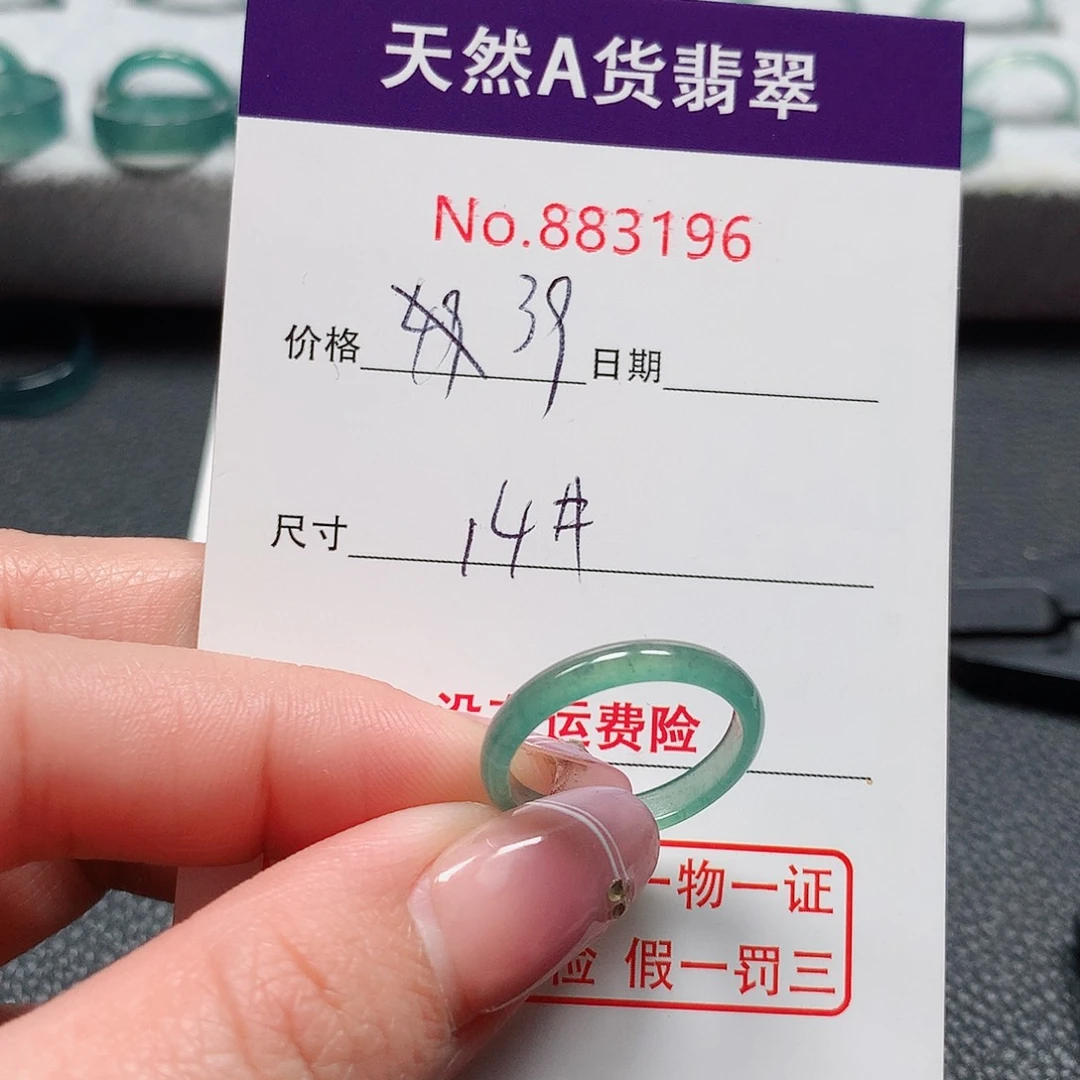 天然A货翡翠
No.883196
价格 39 日期
尺寸 14#
运费险
一物一证
险 假一罚三